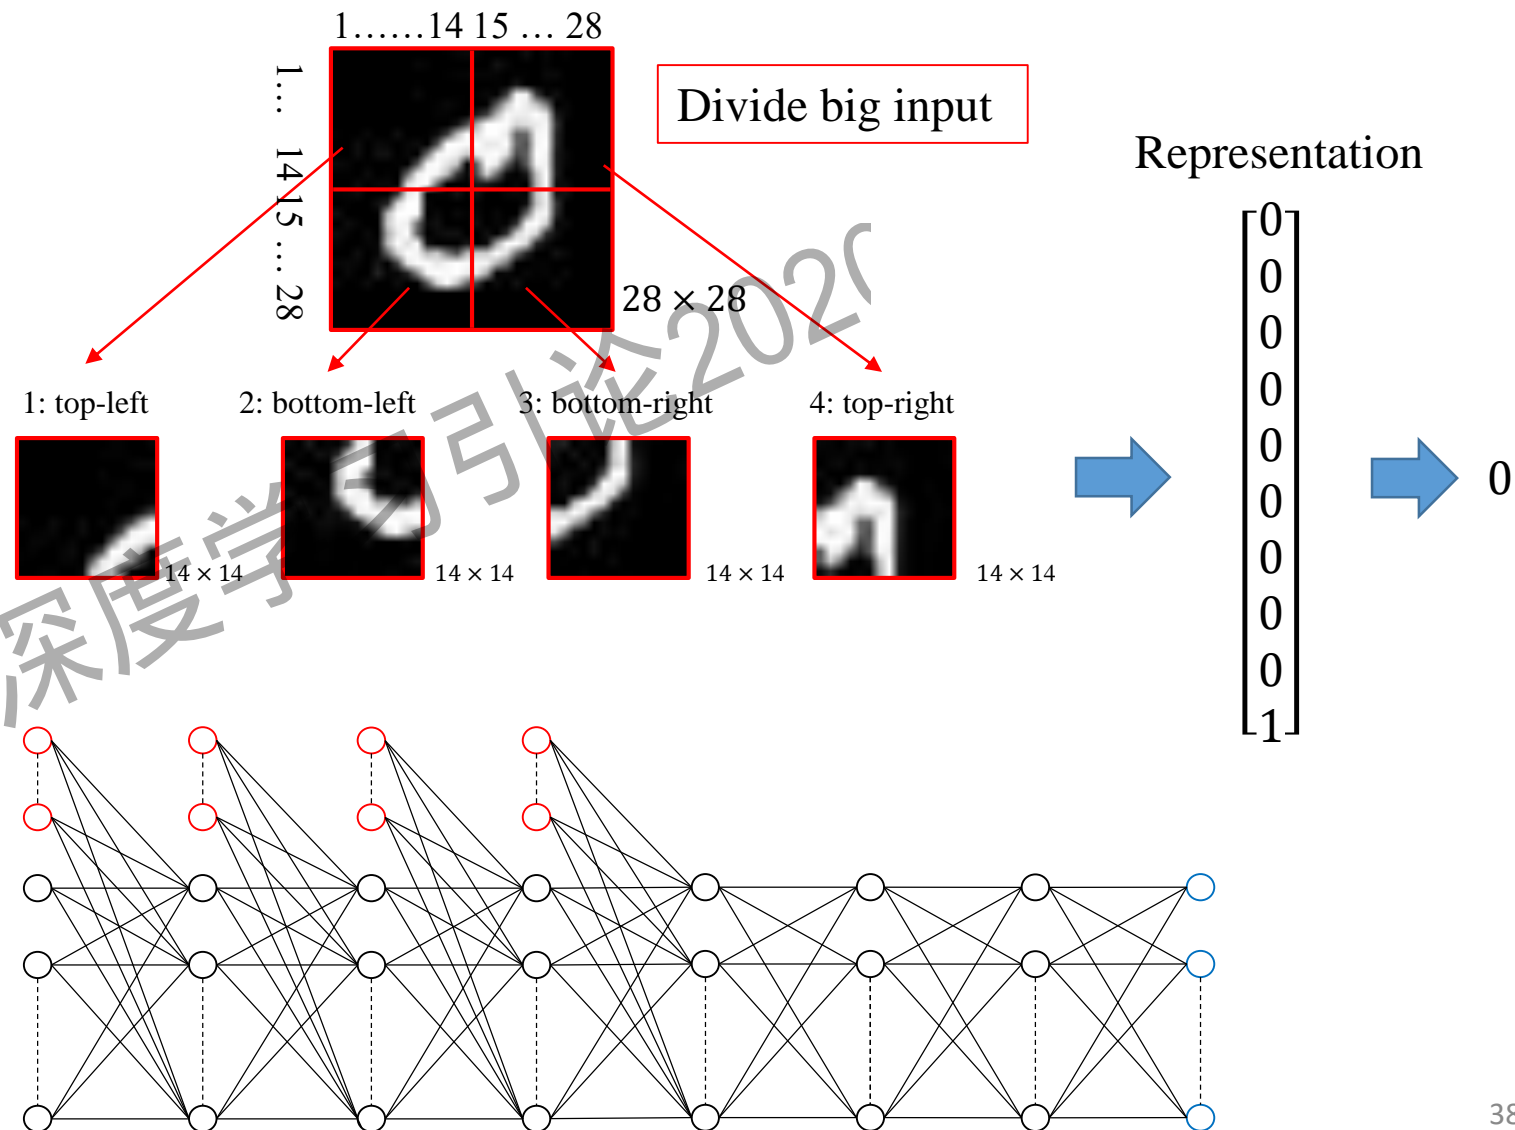 1……14 15 … 28
1… 14 15 … 28
Divide big input
28 × 28
Representation
1: top-left
2: bottom-left
3: bottom-right
4: top-right
14 × 14
14 × 14
14 × 14
14 × 14
0
0
0
0
0
0
0
0
0
1
0
深度学习引论202
38